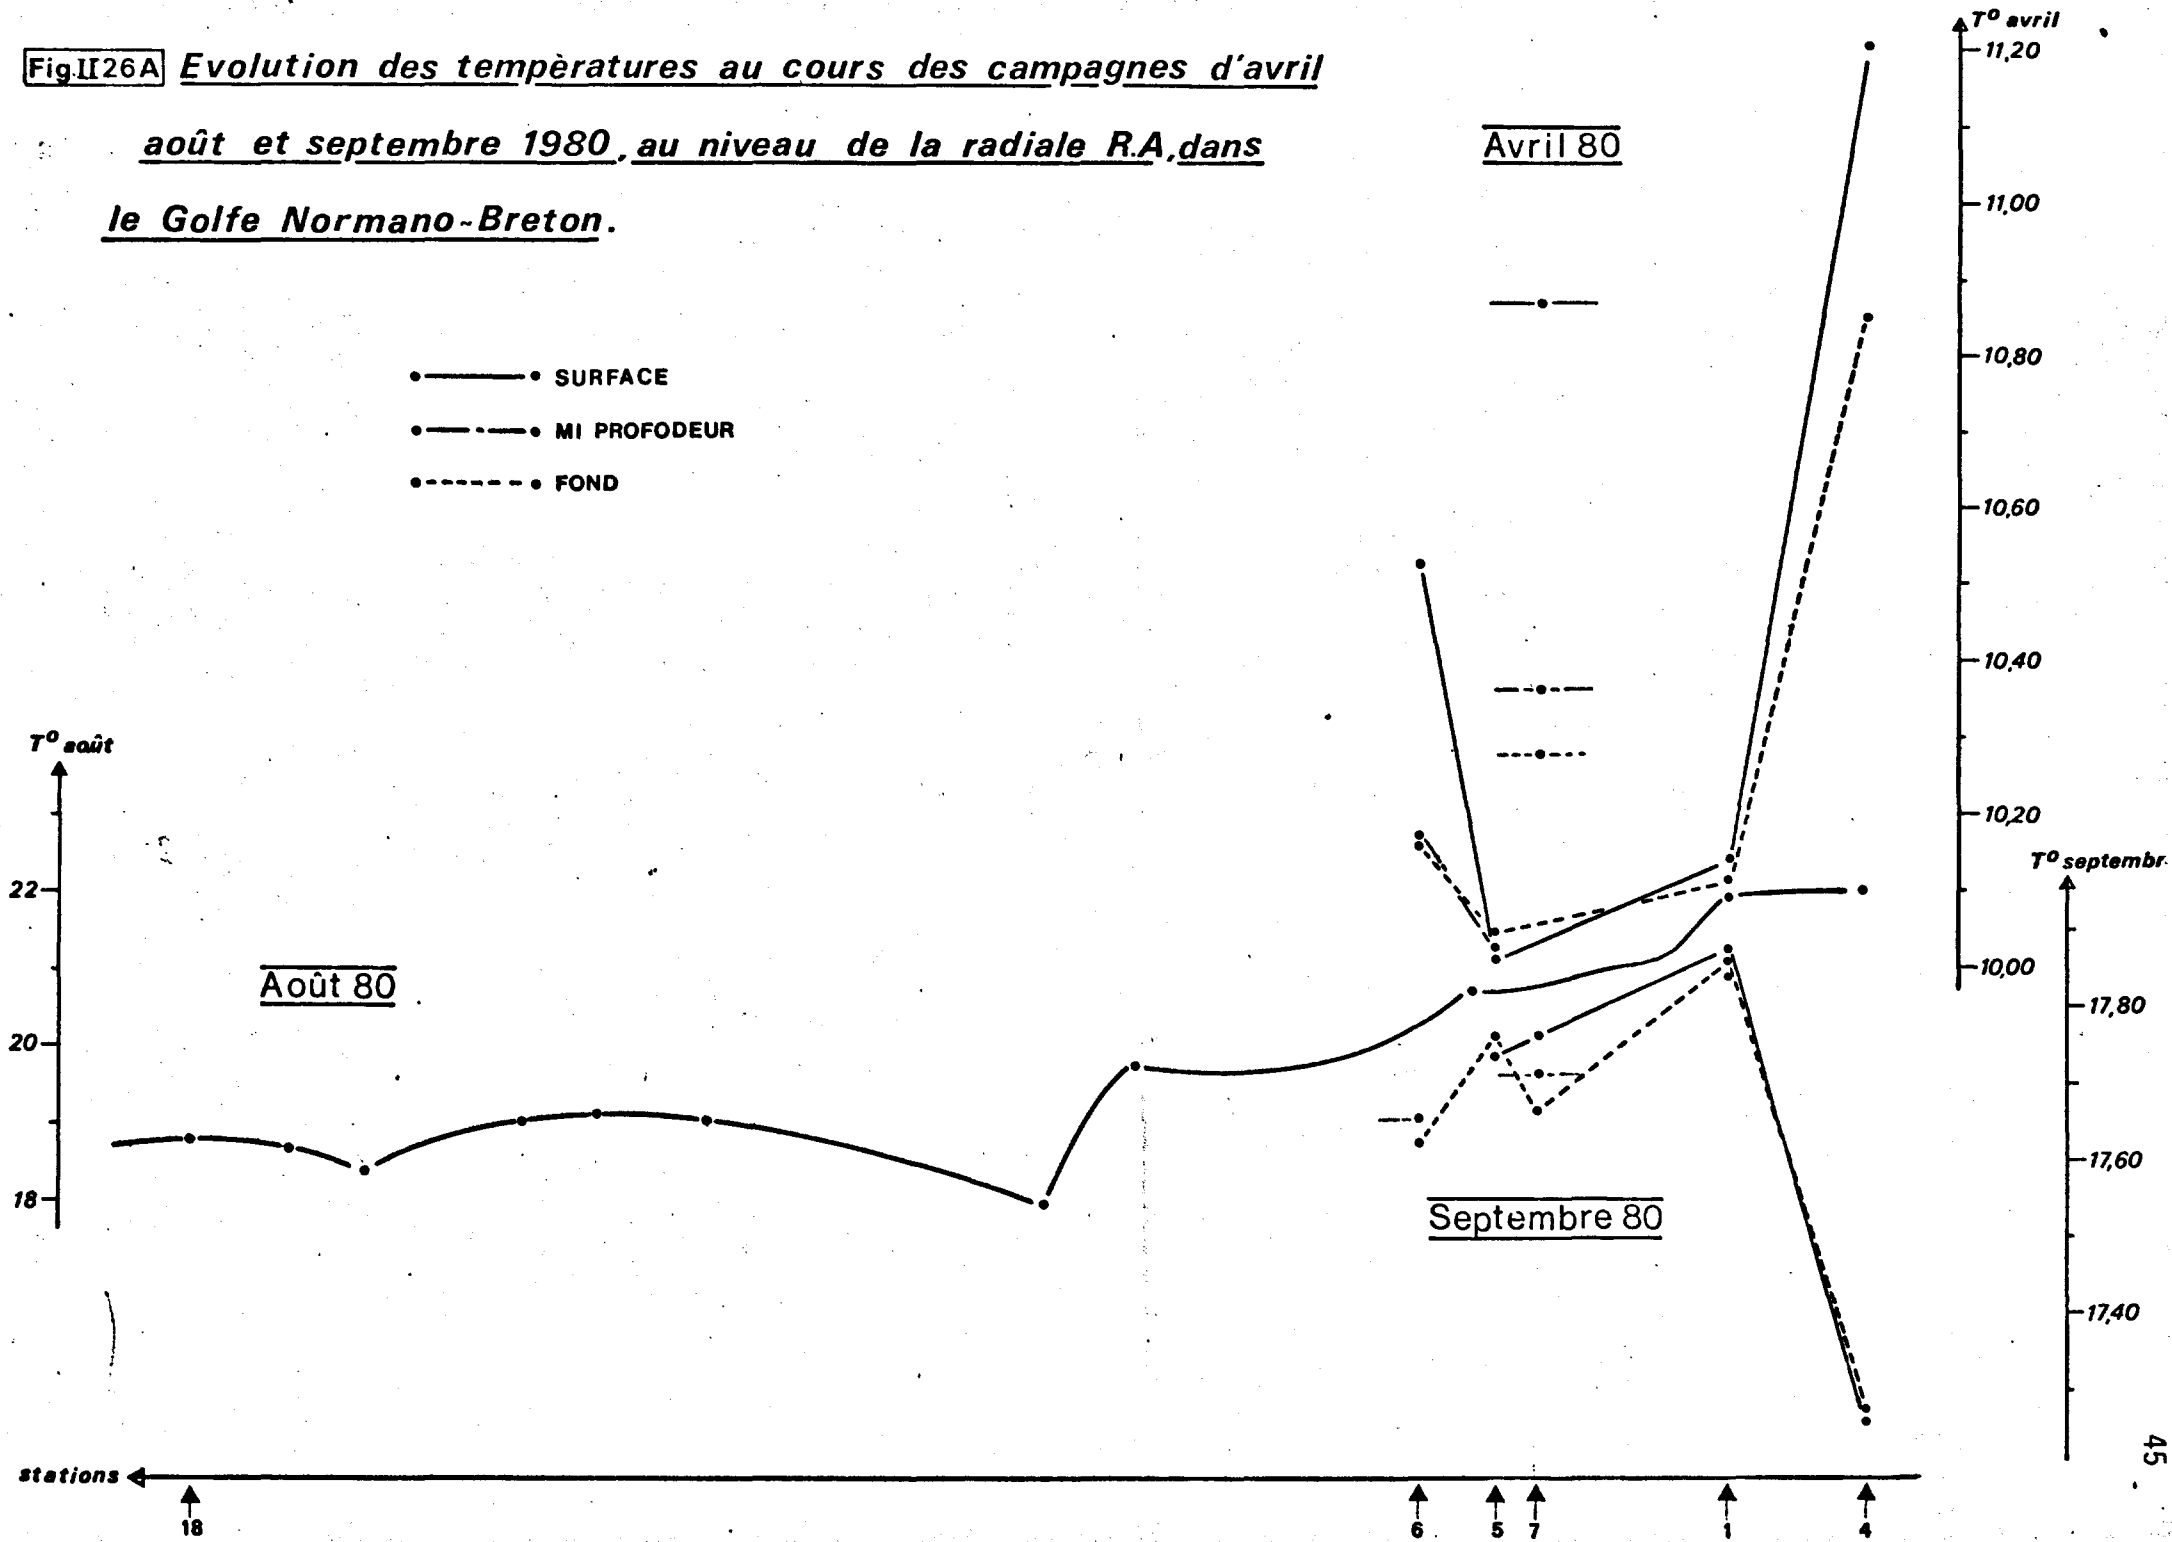 Fig.II26A Evolution des tempèratures au cours des campagnes d'avril
août et septembre 1980, au niveau de la radiale R.A, dans
le Golfe Normano-Breton.
SURFACE
MI PROFODEUR
FOND
Avril 80
T° avril
11,20
11,00
10,80
10,60
10,40
10,20
10,00
T° août
22
20
18
Août 80
T° septembr
17,80
17,60
17,40
Septembre 80
stations
18
6
5
7
1
4
45